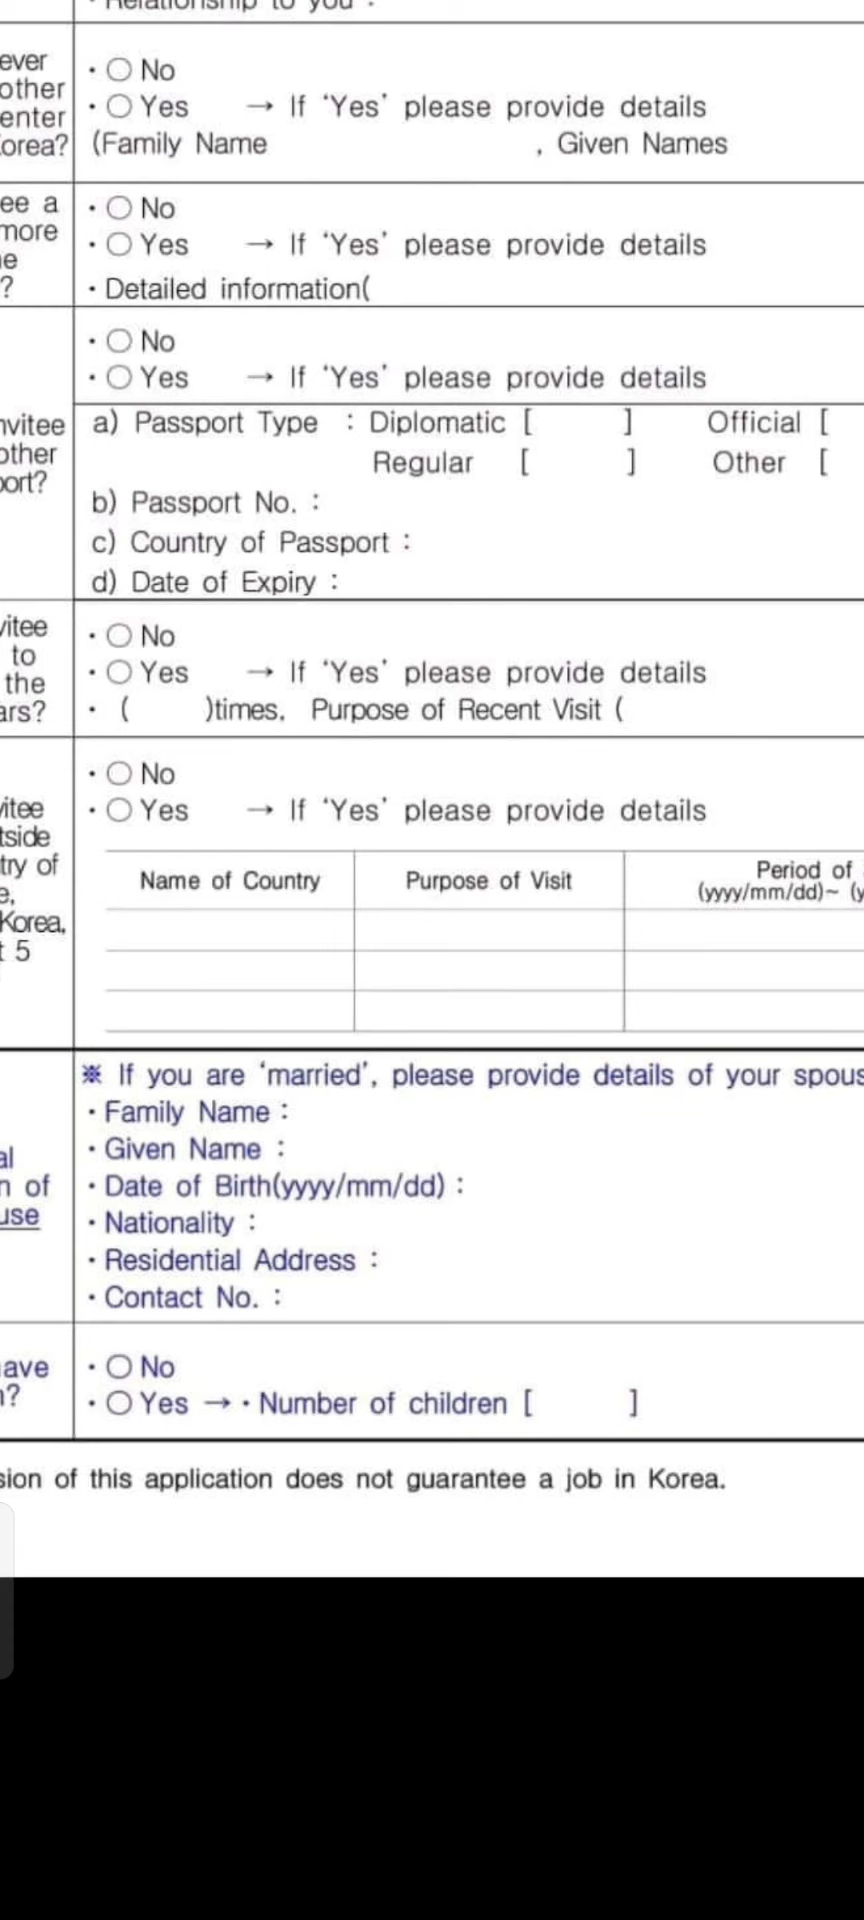 Relationship to you :
ever
other
enter
Korea?
· ○ No
· ○ Yes → If ‘Yes’ please provide details
(Family Name , Given Names
ee a
more
?
· ○ No
· ○ Yes → If ‘Yes’ please provide details
· Detailed information(
nvitee
other
port?
· ○ No
· ○ Yes → If ‘Yes’ please provide details
a) Passport Type : Diplomatic [ ] Official [
Regular [ ] Other [
b) Passport No. :
c) Country of Passport :
d) Date of Expiry :
vitee
to
the
ars?
· ○ No
· ○ Yes → If ‘Yes’ please provide details
· ( )times. Purpose of Recent Visit (
vitee
tside
try of
e,
Korea,
t 5
· ○ No
· ○ Yes → If ‘Yes’ please provide details
Name of Country Purpose of Visit Period of
(yyyy/mm/dd)~ (y
al
n of
use
※ If you are ‘married’, please provide details of your spous
· Family Name :
· Given Name :
· Date of Birth(yyyy/mm/dd) :
· Nationality :
· Residential Address :
· Contact No. :
ave
n?
· ○ No
· ○ Yes → · Number of children [ ]
sion of this application does not guarantee a job in Korea.